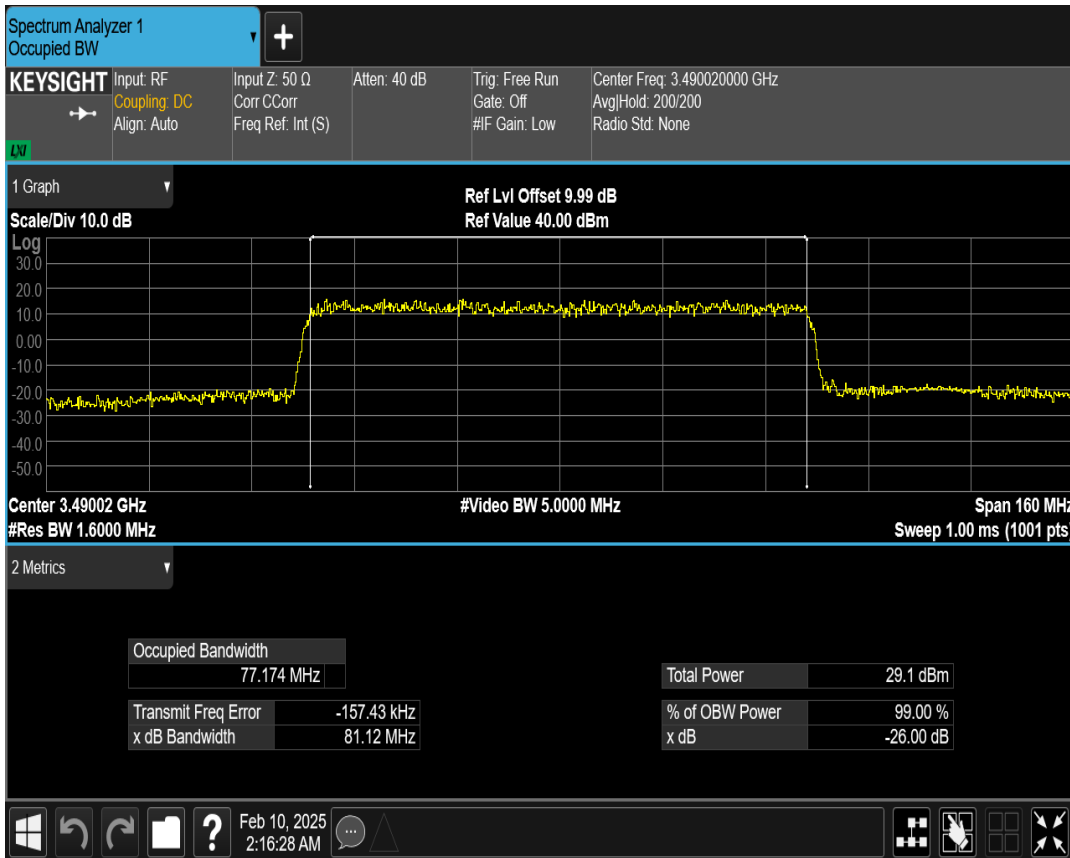 Spectrum Analyzer 1
Occupied BW
+
KEYSIGHT
LXI
Input: RF
Coupling: DC
Align: Auto
Input Z: 50 Ω
Corr CCorr
Freq Ref: Int (S)
Atten: 40 dB
Trig: Free Run
Gate: Off
#IF Gain: Low
Center Freq: 3.490020000 GHz
Avg|Hold: 200/200
Radio Std: None
1 Graph
Scale/Div 10.0 dB
Ref Lvl Offset 9.99 dB
Ref Value 40.00 dBm
Log
30.0
20.0
10.0
0.00
-10.0
-20.0
-30.0
-40.0
-50.0
Center 3.49002 GHz
#Video BW 5.0000 MHz
Span 160 MHz
#Res BW 1.6000 MHz
Sweep 1.00 ms (1001 pts)
2 Metrics
Occupied Bandwidth
77.174 MHz
Total Power 29.1 dBm
Transmit Freq Error -157.43 kHz
% of OBW Power 99.00 %
x dB Bandwidth 81.12 MHz
x dB -26.00 dB
?
Feb 10, 2025
2:16:28 AM